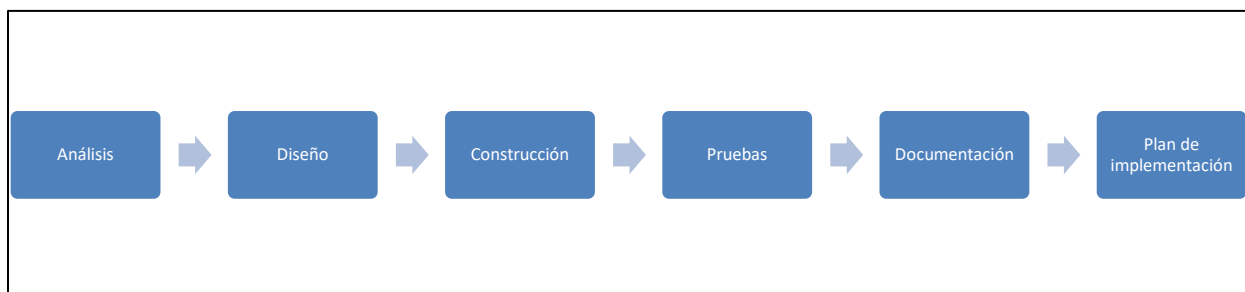 Análisis
Diseño
Construcción
Pruebas
Documentación
Plan de
implementación